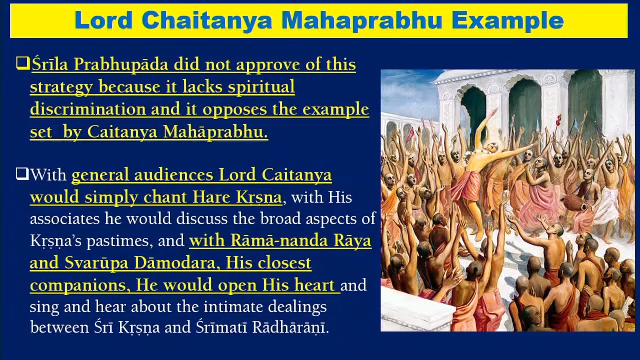 Lord Chaitanya Mahaprabhu Example
❑Śrīla Prabhupāda did not approve of this
strategy because it lacks spiritual
discrimination and it opposes the example
set by Caitanya Mahāprabhu.
❑With general audiences Lord Caitanya
would simply chant Hare Krsna, with His
associates he would discuss the broad aspects of
Kṛṣṇa's pastimes, and with Rāmā-nanda Rāya
and Svarūpa Dāmodara, His closest
companions, He would open His heart and
sing and hear about the intimate dealings
between Śrī Kṛṣṇa and Śrīmatī Rādhārāṇī.